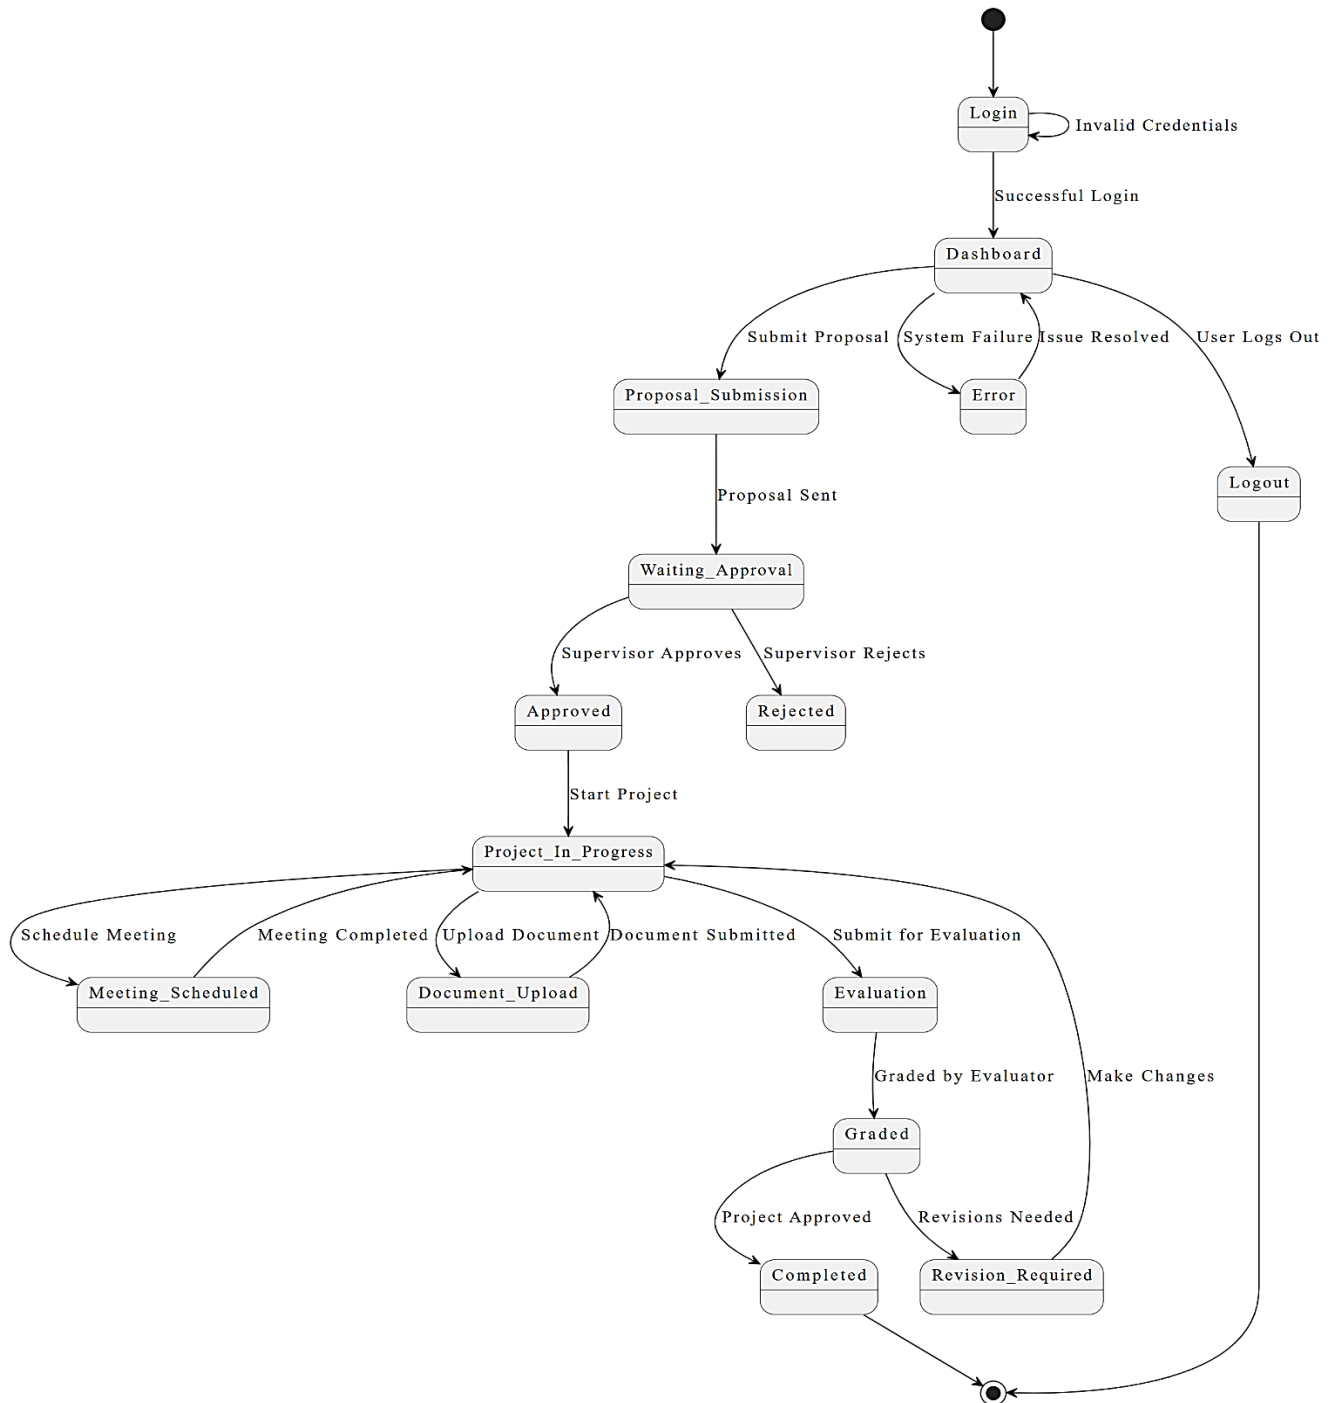 Login
Invalid Credentials
Successful Login
Dashboard
Submit Proposal
System Failure
Issue Resolved
User Logs Out
Proposal_Submission
Error
Logout
Proposal Sent
Waiting_Approval
Supervisor Approves
Supervisor Rejects
Approved
Rejected
Start Project
Project_In_Progress
Schedule Meeting
Meeting Completed
Upload Document
Document Submitted
Submit for Evaluation
Meeting_Scheduled
Document_Upload
Evaluation
Graded by Evaluator
Make Changes
Graded
Project Approved
Revisions Needed
Completed
Revision_Required